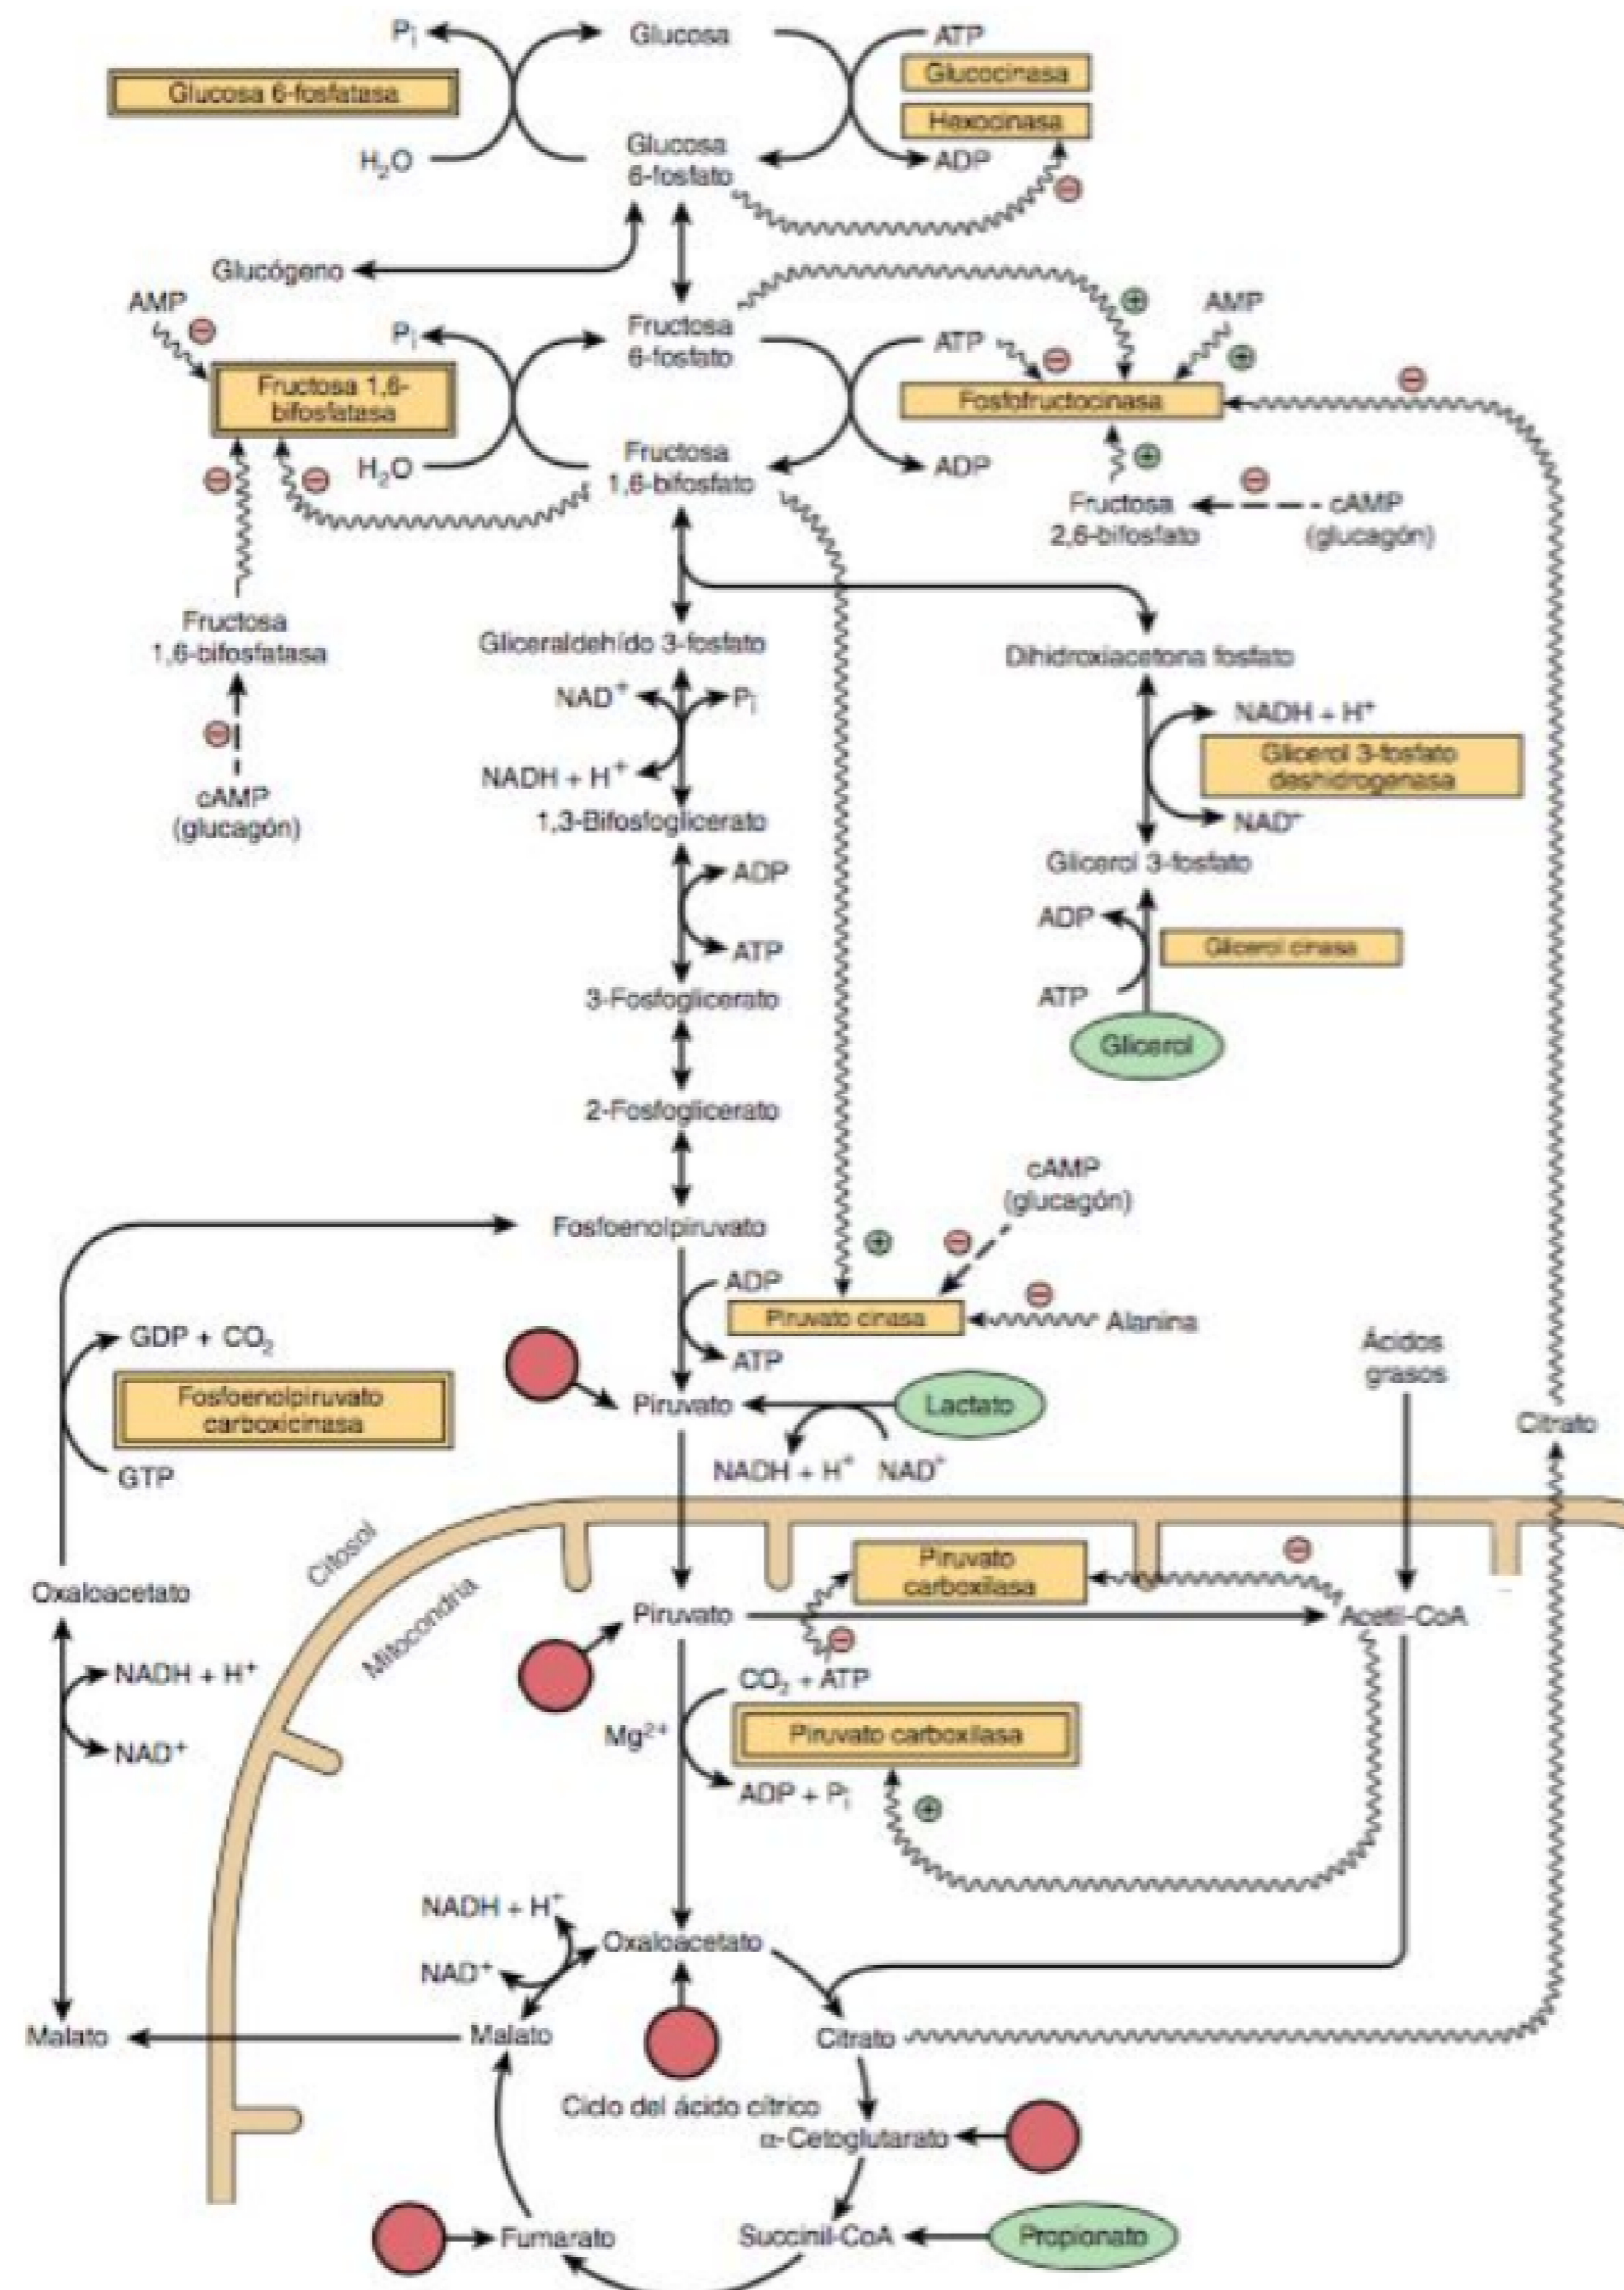 Pi
Glucosa
ATP
Glucosa 6-fosfatasa
Glucocinasa
Hexocinasa
H2O
Glucosa
6-fosfato
ADP
⊖
Glucógeno
AMP
⊖
Pi
Fructosa
6-fosfato
ATP
⊖
⊕
AMP
⊕
⊖
Fructosa 1,6-
bifosfatasa
Fosfofructocinasa
⊖
⊖
H2O
Fructosa
1,6-bifosfato
ADP
⊕
Fructosa
2,6-bifosfato
⊖
cAMP
(glucagón)
Fructosa
1,6-bifosfatasa
⊖
cAMP
(glucagón)
Gliceraldehído 3-fosfato
NAD+
Pi
NADH + H+
1,3-Bifosfoglicerato
Dihidroxiacetona fosfato
NADH + H+
Glicerol 3-fosfato
deshidrogenasa
NAD+
ADP
ATP
Glicerol 3-fosfato
ADP
Glicerol cinasa
ATP
Glicerol
3-Fosfoglicerato
2-Fosfoglicerato
cAMP
(glucagón)
Fosfoenolpiruvato
⊕
⊖
ADP
Piruvato cinasa
⊖
Alanina
ATP
GDP + CO2
Fosfoenolpiruvato
carboxicinasa
GTP
Piruvato
Lactato
NADH + H+
NAD+
Ácidos
grasos
Citrato
Citosol
Mitocondria
Piruvato
carboxilasa
⊖
Oxaloacetato
Piruvato
Acetil-CoA
⊖
NADH + H+
NAD+
CO2 + ATP
Mg2+
Piruvato carboxilasa
ADP + Pi
⊕
NADH + H+
NAD+
Oxaloacetato
Malato
Malato
Citrato
Ciclo del ácido cítrico
α-Cetoglutarato
Fumarato
Succinil-CoA
Propionato